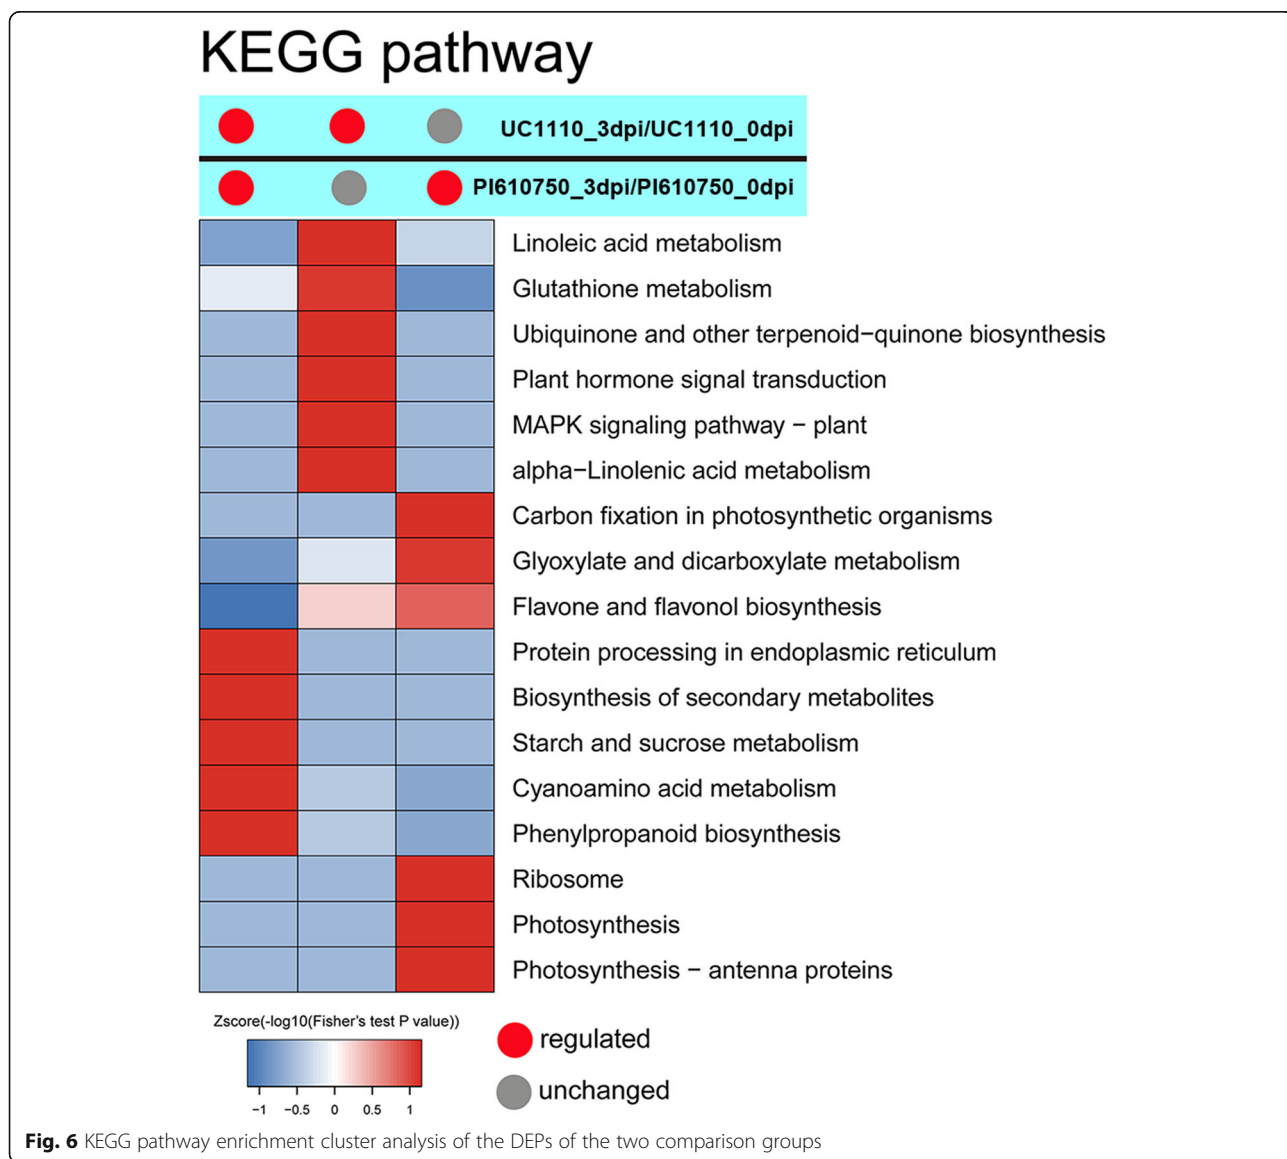 KEGG pathway
UC1110_3dpi/UC1110_0dpi
PI610750_3dpi/PI610750_0dpi
Linoleic acid metabolism
Glutathione metabolism
Ubiquinone and other terpenoid−quinone biosynthesis
Plant hormone signal transduction
MAPK signaling pathway − plant
alpha−Linolenic acid metabolism
Carbon fixation in photosynthetic organisms
Glyoxylate and dicarboxylate metabolism
Flavone and flavonol biosynthesis
Protein processing in endoplasmic reticulum
Biosynthesis of secondary metabolites
Starch and sucrose metabolism
Cyanoamino acid metabolism
Phenylpropanoid biosynthesis
Ribosome
Photosynthesis
Photosynthesis − antenna proteins
Zscore(-log10(Fisher's test P value))
−1 −0.5 0 0.5 1
regulated
unchanged
Fig. 6 KEGG pathway enrichment cluster analysis of the DEPs of the two comparison groups